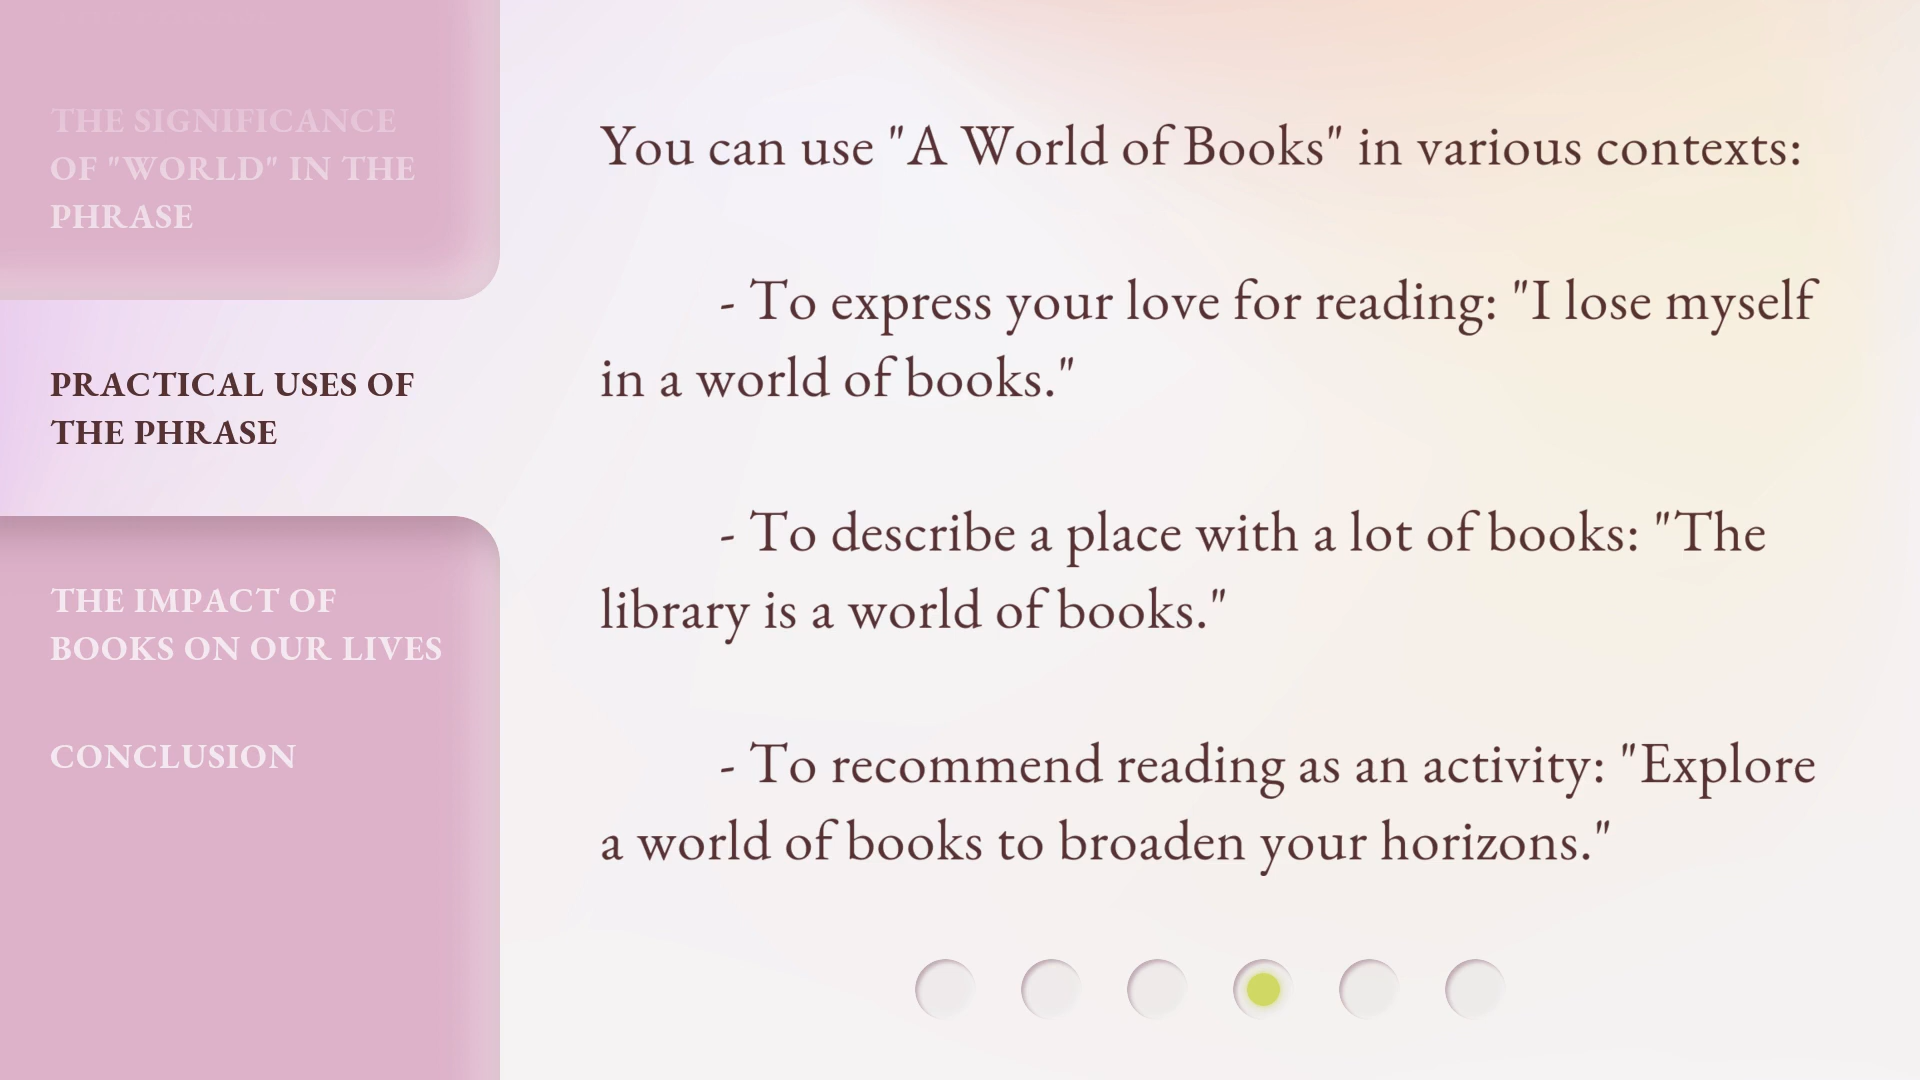 THE SIGNIFICANCE
OF "WORLD" IN THE
PHRASE
PRACTICAL USES OF
THE PHRASE
THE IMPACT OF
BOOKS ON OUR LIVES
CONCLUSION
You can use "A World of Books" in various contexts:
- To express your love for reading: "I lose myself
in a world of books."
- To describe a place with a lot of books: "The
library is a world of books."
- To recommend reading as an activity: "Explore
a world of books to broaden your horizons."